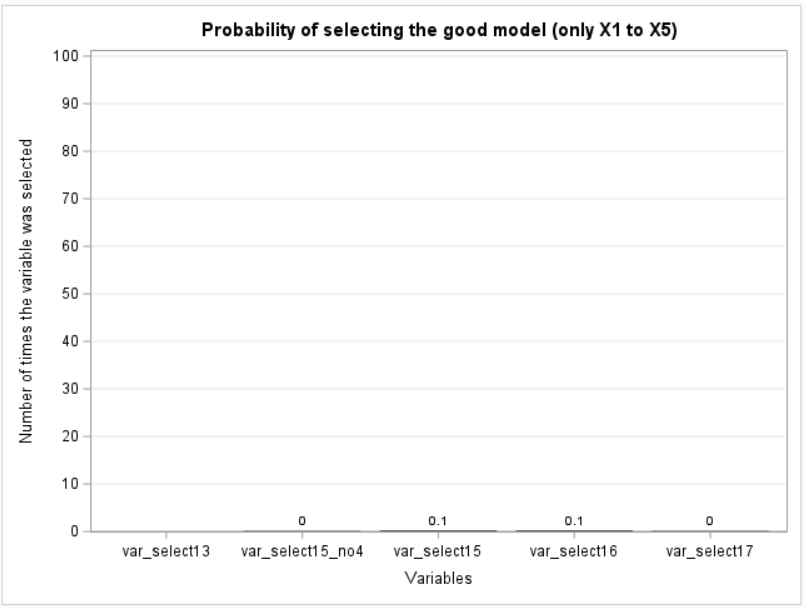 Probability of selecting the good model (only X1 to X5)
Number of times the variable was selected
100
90
80
70
60
50
40
30
20
10
0
0
0.1
0.1
0
var_select13
var_select15_no4
var_select15
var_select16
var_select17
Variables